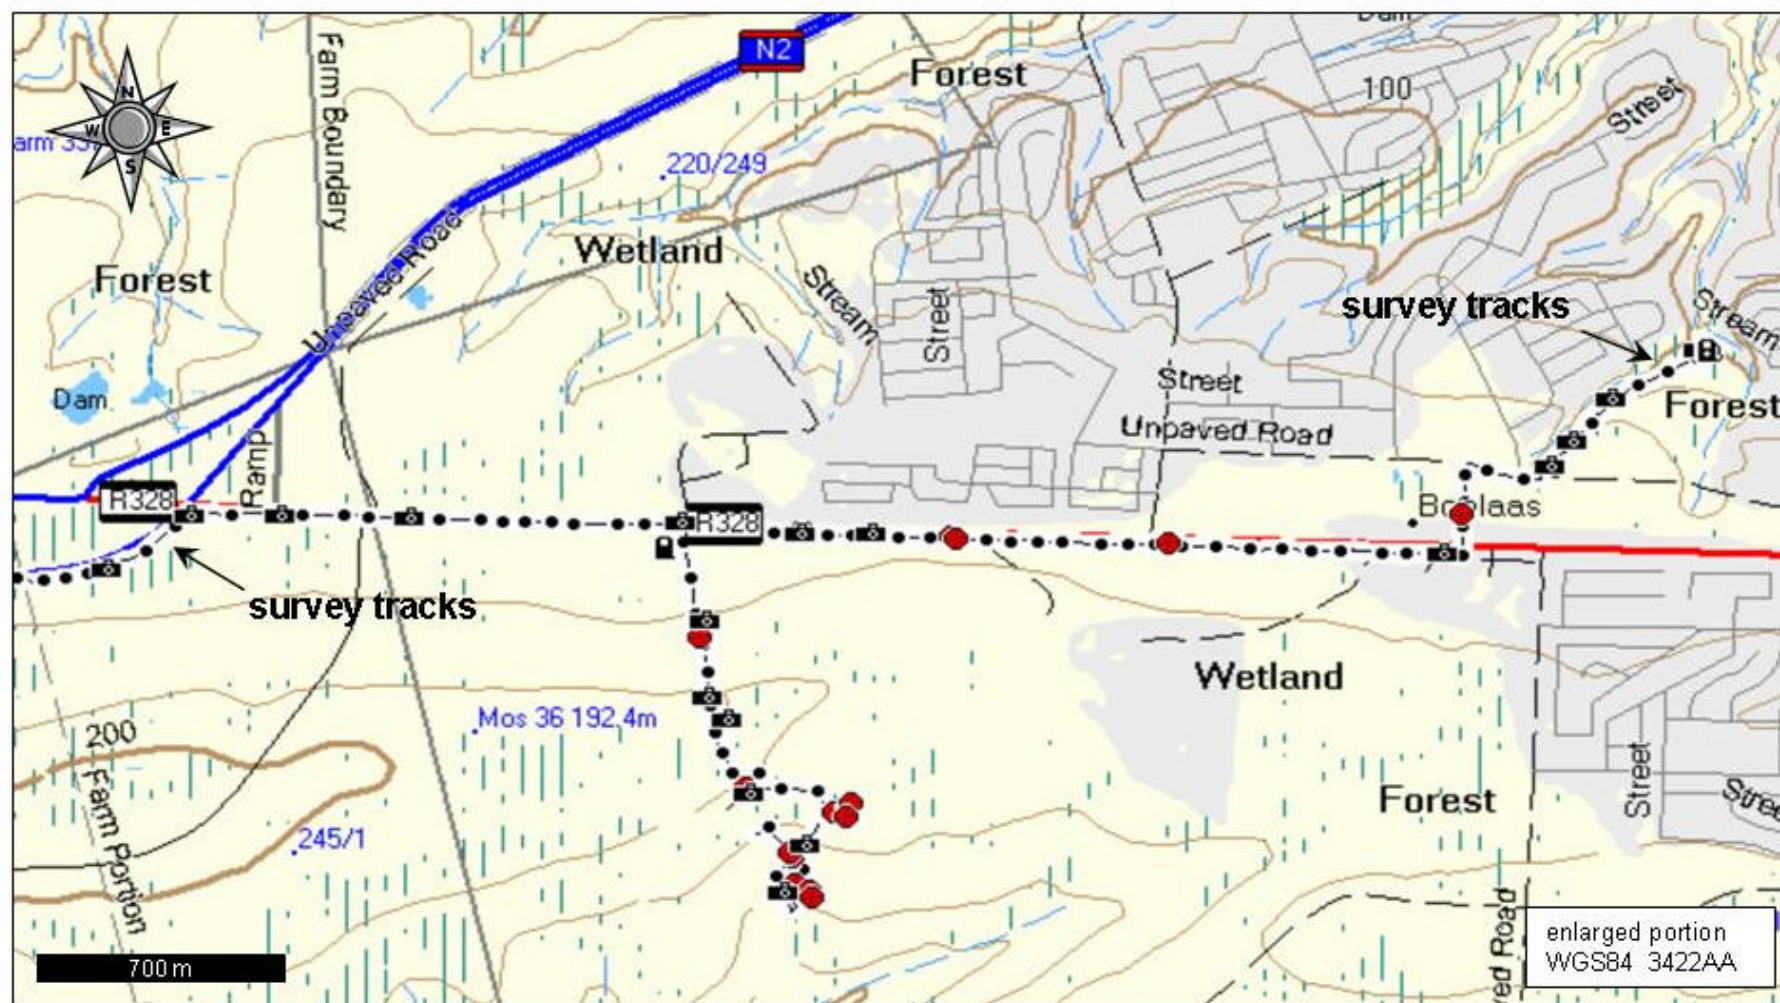 Dam
N2
Forest
100
Street
N
W
E
S
Farm Boundary
220/249
Unpaved Road
Wetland
Forest
Stream
Street
survey tracks
Stream
Dam
Street
Forest
Unpaved Road
Ramp
R328
R328
survey tracks
Wetland
Mos 36 192,4m
200
Farm Portion
245/1
Forest
Street
700 m
enlarged portion
WGS84 3422AA